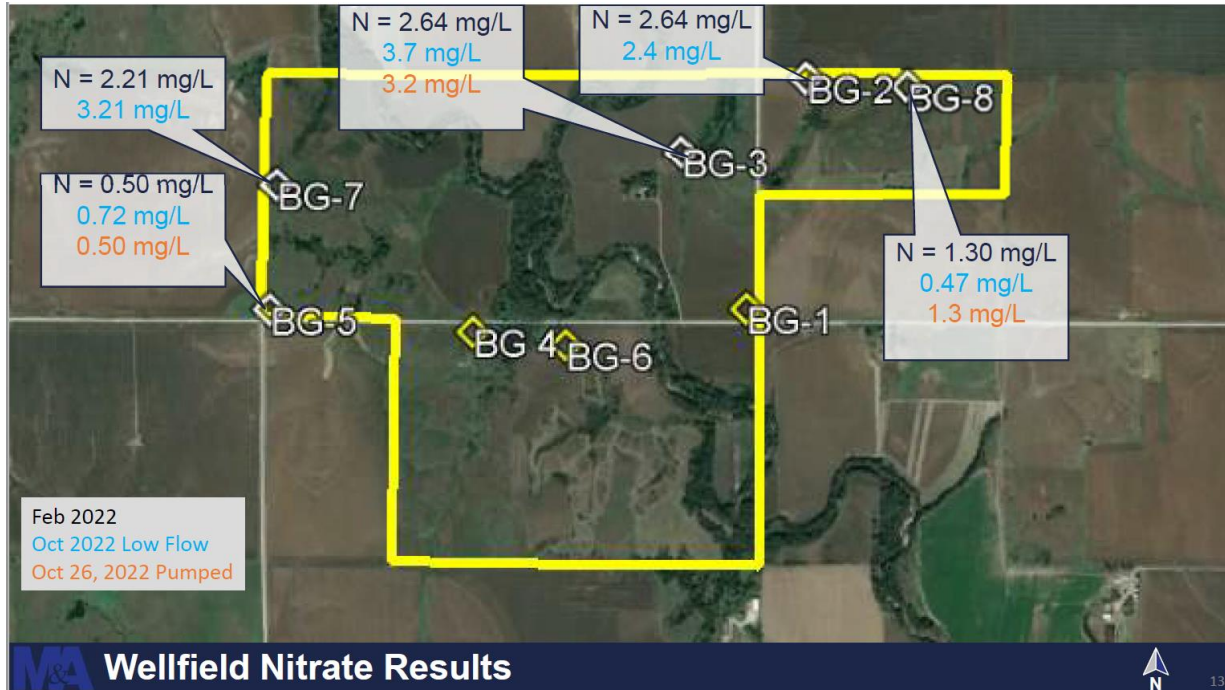 N = 2.64 mg/L
3.7 mg/L
3.2 mg/L
N = 2.64 mg/L
2.4 mg/L
N = 2.21 mg/L
3.21 mg/L
BG-2
BG-8
BG-3
BG-7
N = 0.50 mg/L
0.72 mg/L
0.50 mg/L
N = 1.30 mg/L
0.47 mg/L
1.3 mg/L
BG-5
BG 4
BG-6
BG-1
Feb 2022
Oct 2022 Low Flow
Oct 26, 2022 Pumped
M&A
Wellfield Nitrate Results
N
13